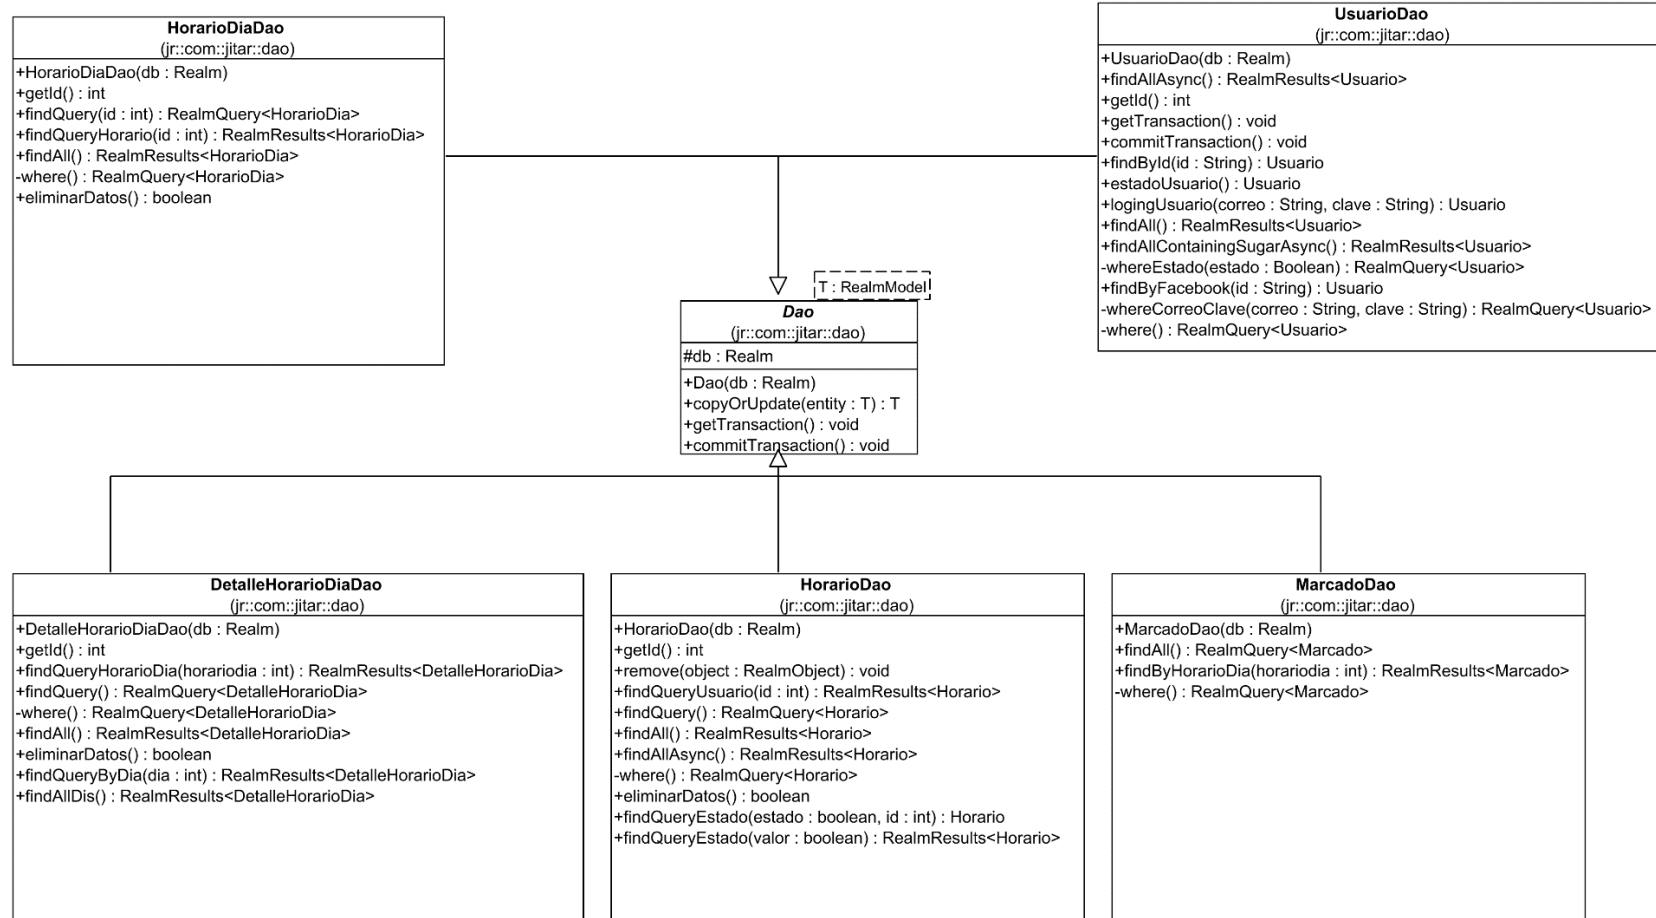 HorarioDiaDao
(jr::com::jitar::dao)
+HorarioDiaDao(db : Realm)
+getId() : int
+findQuery(id : int) : RealmQuery<HorarioDia>
+findQueryHorario(id : int) : RealmResults<HorarioDia>
+findAll() : RealmResults<HorarioDia>
-where() : RealmQuery<HorarioDia>
+eliminarDatos() : boolean
UsuarioDao
(jr::com::jitar::dao)
+UsuarioDao(db : Realm)
+findAllAsync() : RealmResults<Usuario>
+getId() : int
+getTransaction() : void
+commitTransaction() : void
+findById(id : String) : Usuario
+estadoUsuario() : Usuario
+logingUsuario(correo : String, clave : String) : Usuario
+findAll() : RealmResults<Usuario>
+findAllContainingSugarAsync() : RealmResults<Usuario>
-whereEstado(estado : Boolean) : RealmQuery<Usuario>
+findByFacebook(id : String) : Usuario
-whereCorreoClave(correo : String, clave : String) : RealmQuery<Usuario>
-where() : RealmQuery<Usuario>
T : RealmModel
Dao
(jr::com::jitar::dao)
#db : Realm
+Dao(db : Realm)
+copyOrUpdate(entity : T) : T
+getTransaction() : void
+commitTransaction() : void
DetalleHorarioDiaDao
(jr::com::jitar::dao)
+DetalleHorarioDiaDao(db : Realm)
+getId() : int
+findQueryHorarioDia(horariodia : int) : RealmResults<DetalleHorarioDia>
+findQuery() : RealmQuery<DetalleHorarioDia>
-where() : RealmQuery<DetalleHorarioDia>
+findAll() : RealmResults<DetalleHorarioDia>
+eliminarDatos() : boolean
+findQueryByDia(dia : int) : RealmResults<DetalleHorarioDia>
+findAllDis() : RealmResults<DetalleHorarioDia>
HorarioDao
(jr::com::jitar::dao)
+HorarioDao(db : Realm)
+getId() : int
+remove(object : RealmObject) : void
+findQueryUsuario(id : int) : RealmResults<Horario>
+findQuery() : RealmQuery<Horario>
+findAll() : RealmResults<Horario>
+findAllAsync() : RealmResults<Horario>
-where() : RealmQuery<Horario>
+eliminarDatos() : boolean
+findQueryEstado(estado : boolean, id : int) : Horario
+findQueryEstado(valor : boolean) : RealmResults<Horario>
MarcadoDao
(jr::com::jitar::dao)
+MarcadoDao(db : Realm)
+findAll() : RealmQuery<Marcado>
+findByHorarioDia(horariodia : int) : RealmResults<Marcado>
-where() : RealmQuery<Marcado>